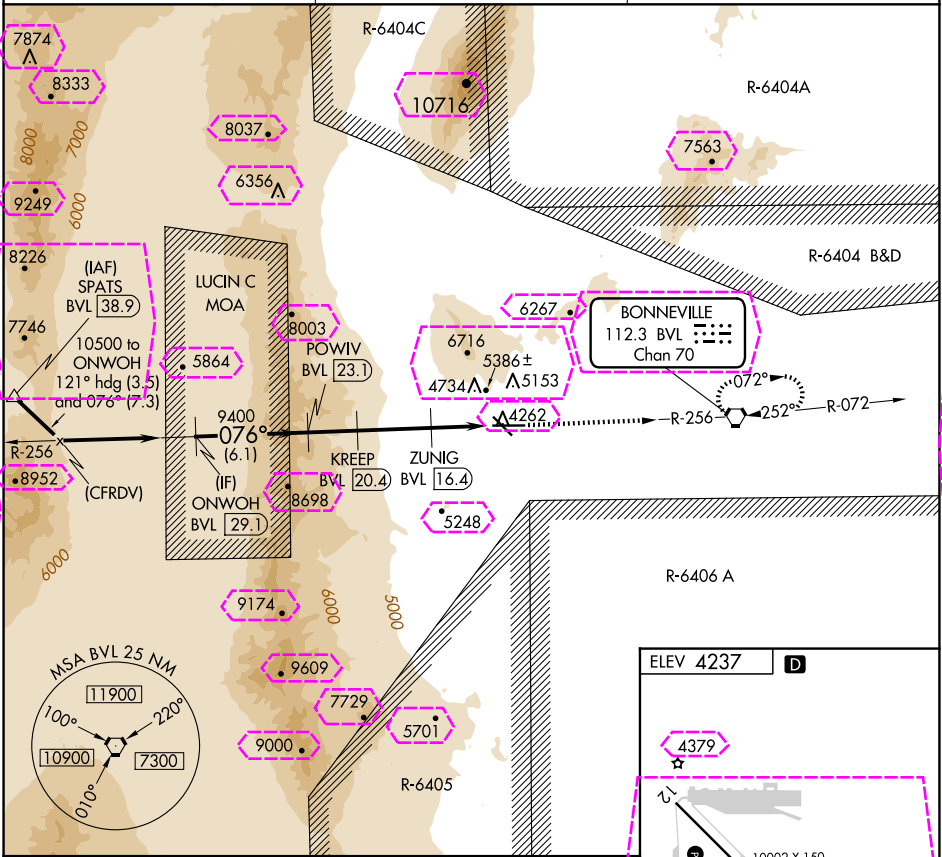 7874
8333
8000
7000
9249
6000
8226
(IAF)
SPATS
BVL 38.9
7746
10500 to
ONWOH
121° hdg (3.5)
and 076° (7.3)
R-256
8952
(CFRDV)
6000
R-6404C
10716
8037
6356
R-6404A
7563
R-6404 B&D
LUCIN C
MOA
5864
8003
POWIV
BVL 23.1
9400
076°
(6.1)
(IF)
ONWOH
BVL 29.1
8698
KREEP
BVL 20.4
ZUNIG
BVL 16.4
6267
6716
5386±
4734
5153
4262
5248
BONNEVILLE
112.3 BVL
Chan 70
072°
R-256
252°
R-072
9174
6000
5000
9609
7729
9000
5701
R-6405
R-6406 A
MSA BVL 25 NM
11900
100°
220°
10900
7300
010°
ELEV 4237
D
4379
12
P
10002 X 150